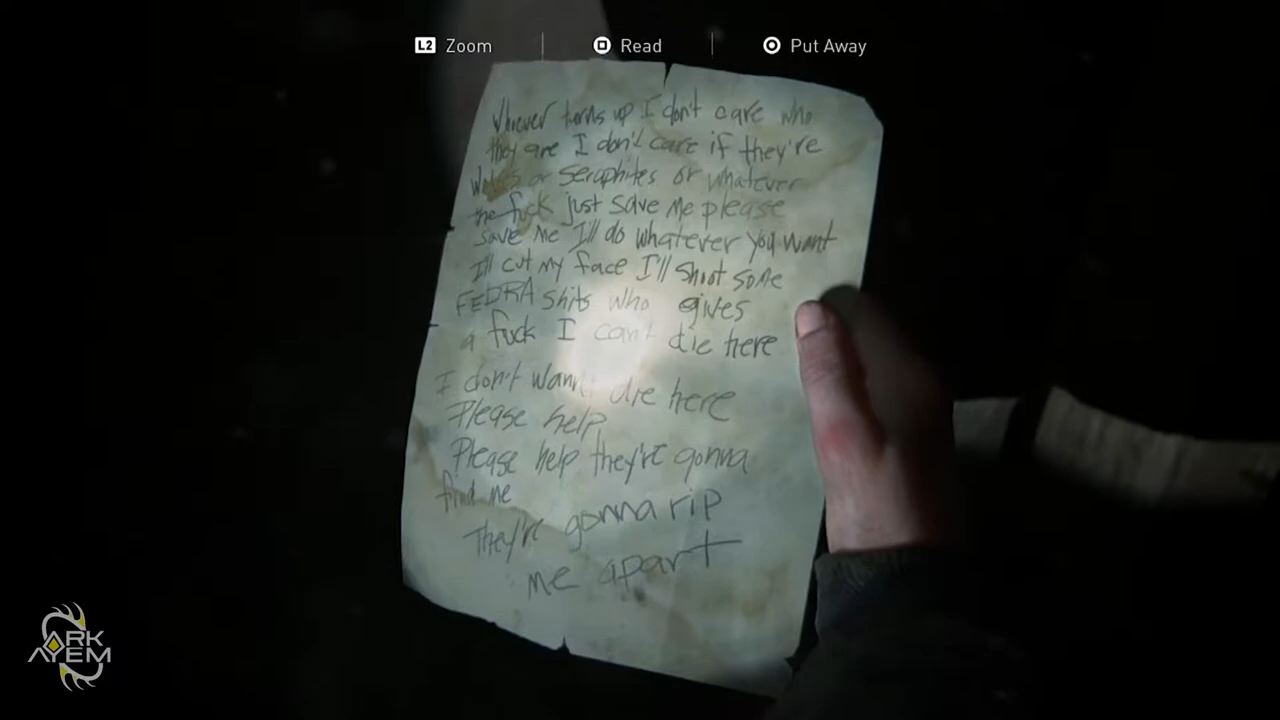 L2 Zoom
Read
Put Away
Whoever turns up I don't care who
they are I don't care if they're
Wolves or Seraphites or whatever
the fuck just save me please
save me I'll do whatever you want
I'll cut my face I'll shoot some
FEDRA shits who gives
a fuck I can't die here
I don't wanna die here
Please help
Please help they're gonna
find me
They're gonna rip
me apart
ARK
AYEM